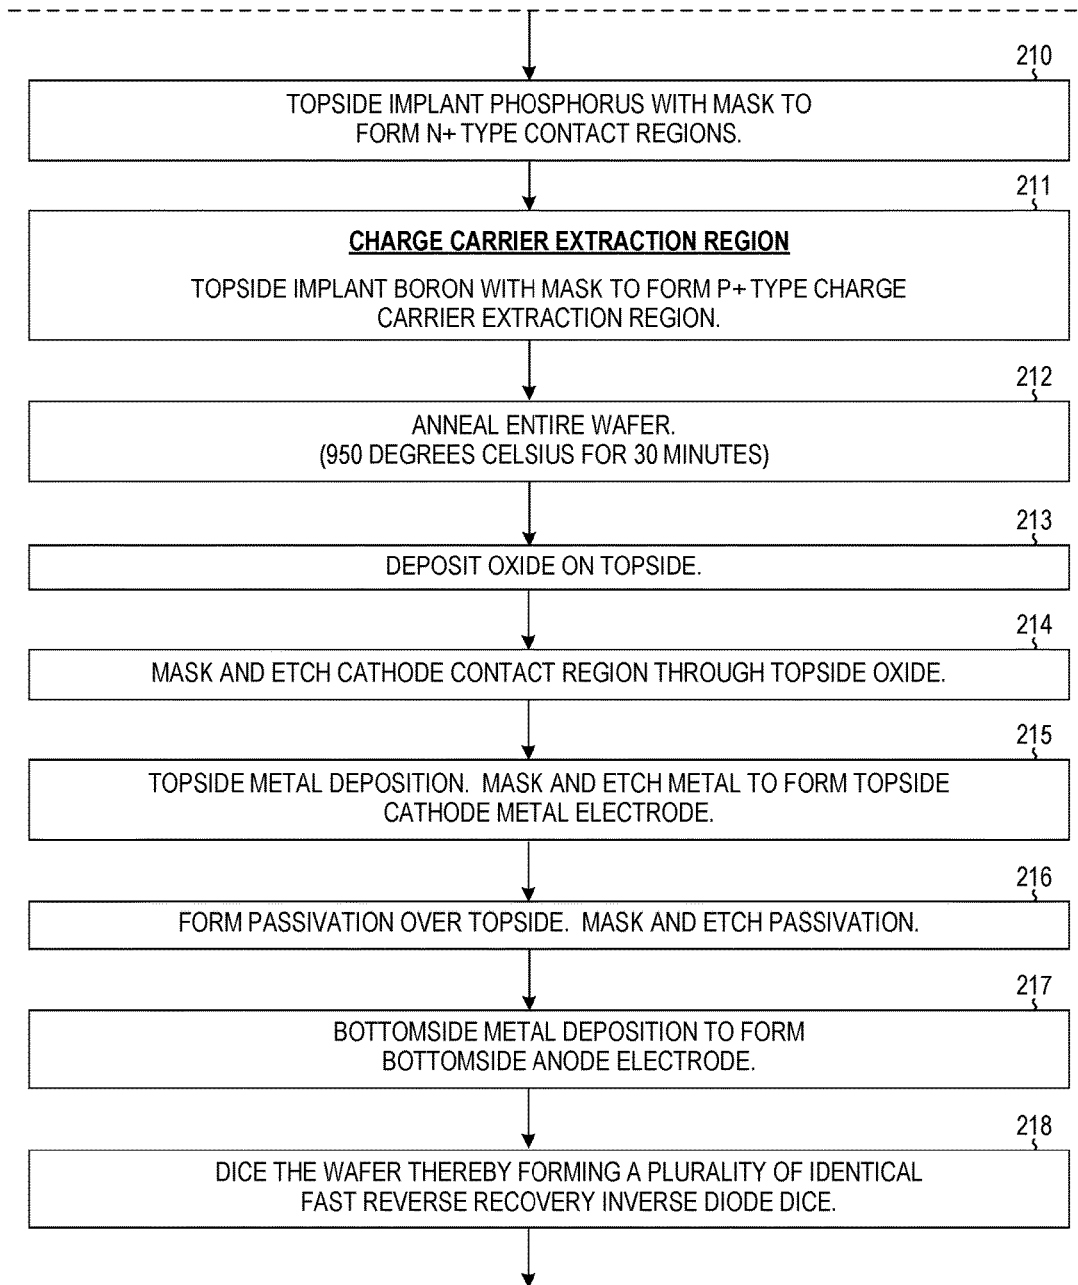 210
TOPSIDE IMPLANT PHOSPHORUS WITH MASK TO
FORM N+ TYPE CONTACT REGIONS.
211
CHARGE CARRIER EXTRACTION REGION
TOPSIDE IMPLANT BORON WITH MASK TO FORM P+ TYPE CHARGE
CARRIER EXTRACTION REGION.
212
ANNEAL ENTIRE WAFER.
(950 DEGREES CELSIUS FOR 30 MINUTES)
213
DEPOSIT OXIDE ON TOPSIDE.
214
MASK AND ETCH CATHODE CONTACT REGION THROUGH TOPSIDE OXIDE.
215
TOPSIDE METAL DEPOSITION. MASK AND ETCH METAL TO FORM TOPSIDE
CATHODE METAL ELECTRODE.
216
FORM PASSIVATION OVER TOPSIDE. MASK AND ETCH PASSIVATION.
217
BOTTOMSIDE METAL DEPOSITION TO FORM
BOTTOMSIDE ANODE ELECTRODE.
218
DICE THE WAFER THEREBY FORMING A PLURALITY OF IDENTICAL
FAST REVERSE RECOVERY INVERSE DIODE DICE.